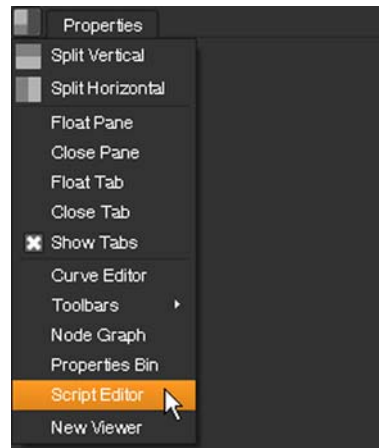 Properties
Split Vertical
Split Horizontal
Float Pane
Close Pane
Float Tab
Close Tab
Show Tabs
Curve Editor
Toolbars
Node Graph
Properties Bin
Script Editor
New Viewer